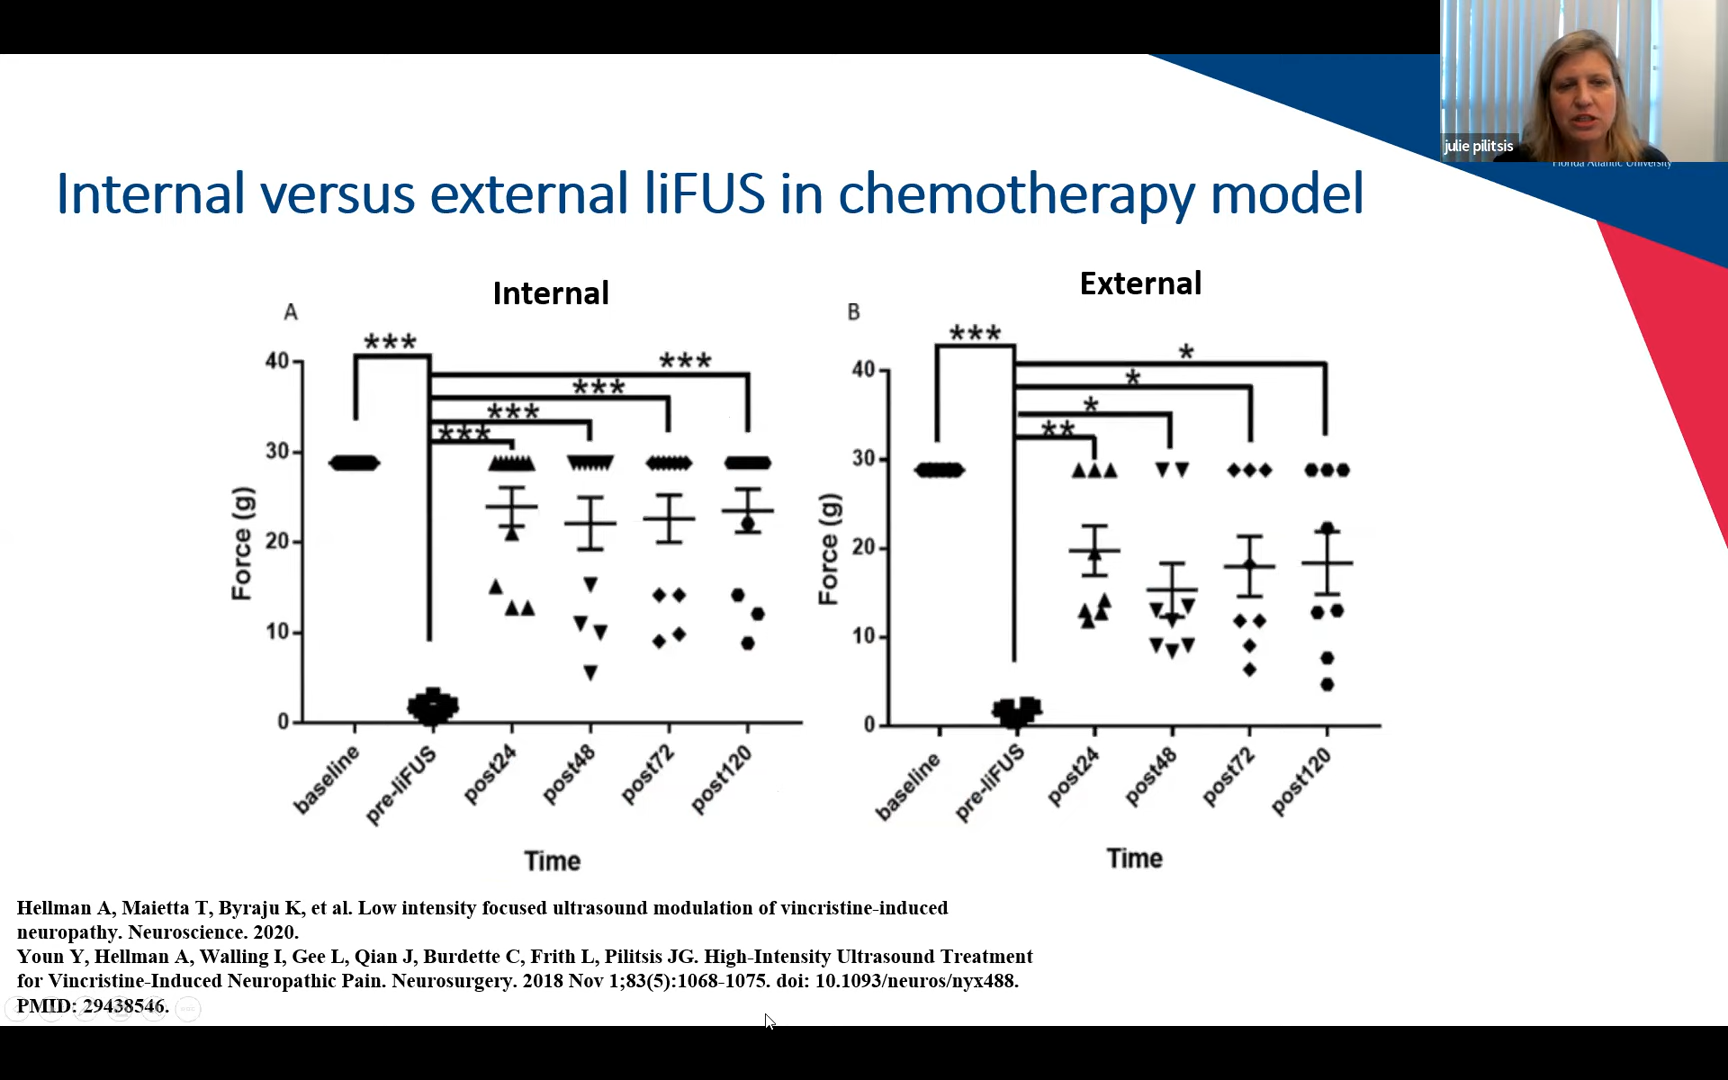 julie pilitsis
Florida Atlantic University
Internal versus external liFUS in chemotherapy model
Internal
External
A
B
***
***
***
***
***
***
*
*
*
**
40
30
20
10
0
Force (g)
baseline
pre-liFUS
post24
post48
post72
post120
Time
40
30
20
10
0
Force (g)
baseline
pre-liFUS
post24
post48
post72
post120
Time
Hellman A, Maietta T, Byraju K, et al. Low intensity focused ultrasound modulation of vincristine-induced
neuropathy. Neuroscience. 2020.
Youn Y, Hellman A, Walling I, Gee L, Qian J, Burdette C, Frith L, Pilitsis JG. High-Intensity Ultrasound Treatment
for Vincristine-Induced Neuropathic Pain. Neurosurgery. 2018 Nov 1;83(5):1068-1075. doi: 10.1093/neuros/nyx488.
PMID: 29438546.